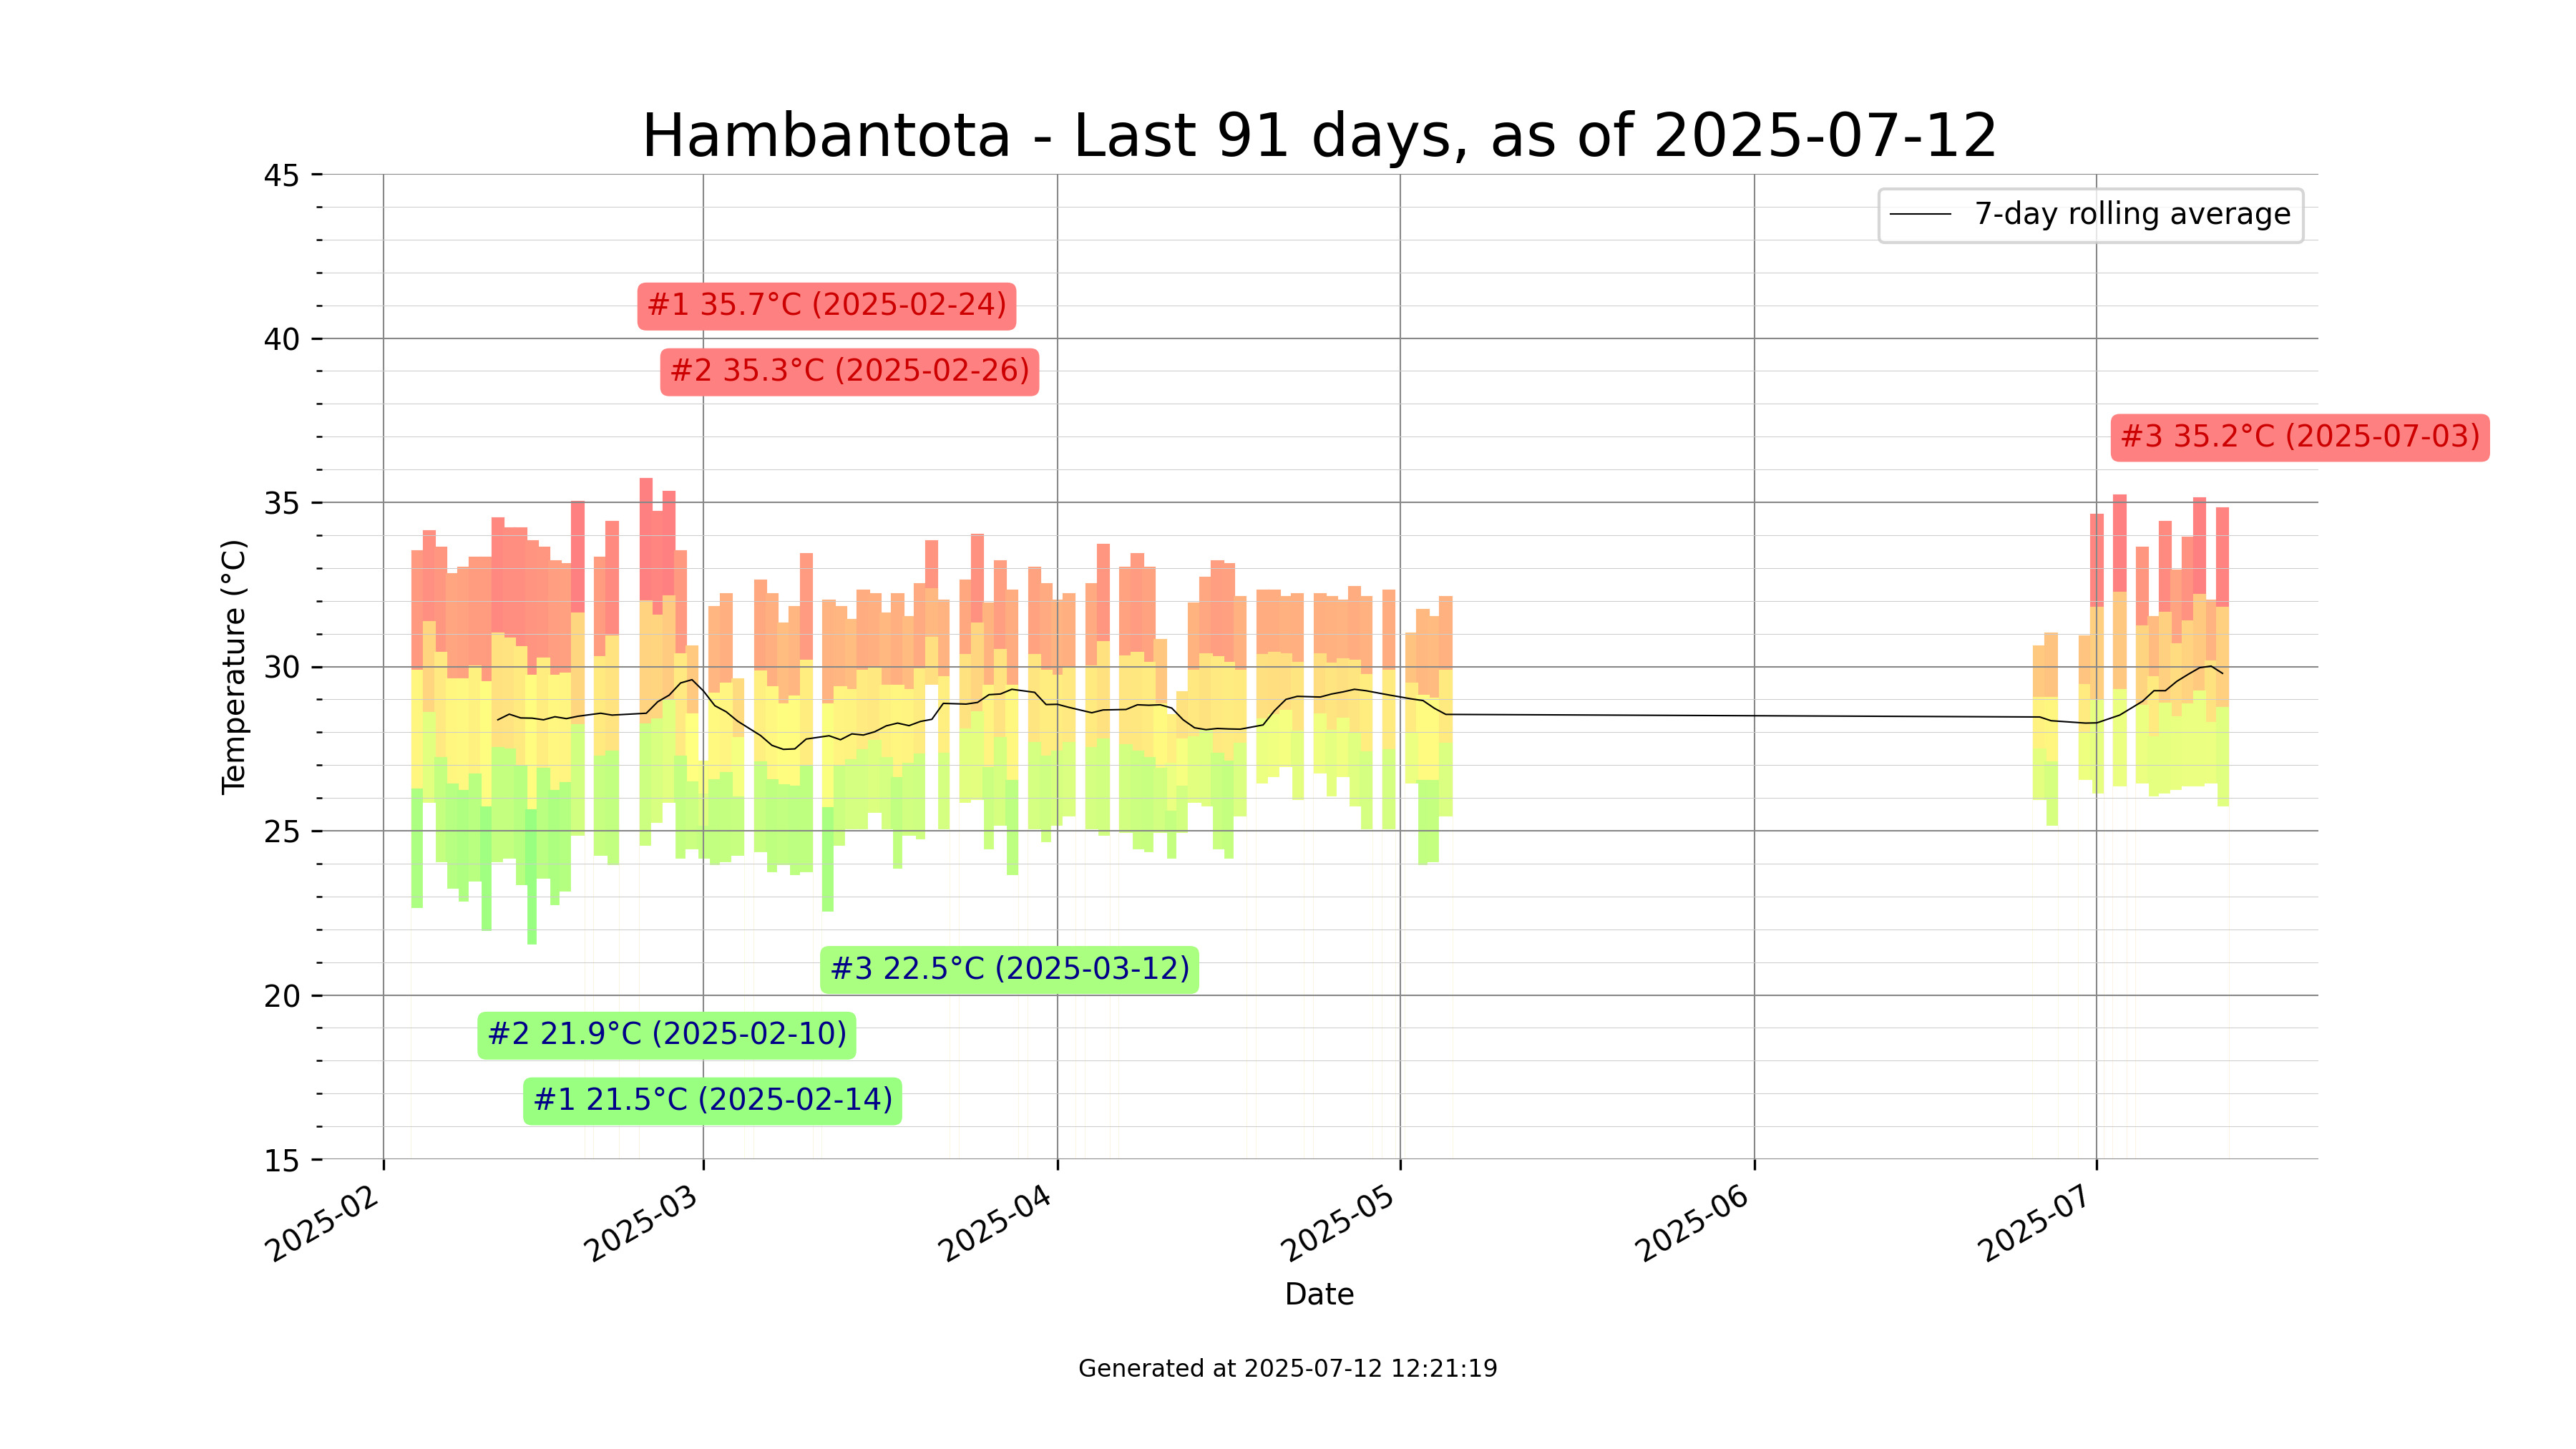 Hambantota - Last 91 days, as of 2025-07-12
45
7-day rolling average
#1 35.7°C (2025-02-24)
40
#2 35.3°C (2025-02-26)
#3 35.2°C (2025-07-03)
35
Temperature (°C)
30
25
#3 22.5°C (2025-03-12)
20
#2 21.9°C (2025-02-10)
#1 21.5°C (2025-02-14)
15
2025-02
2025-03
2025-04
2025-05
2025-06
2025-07
Date
Generated at 2025-07-12 12:21:19